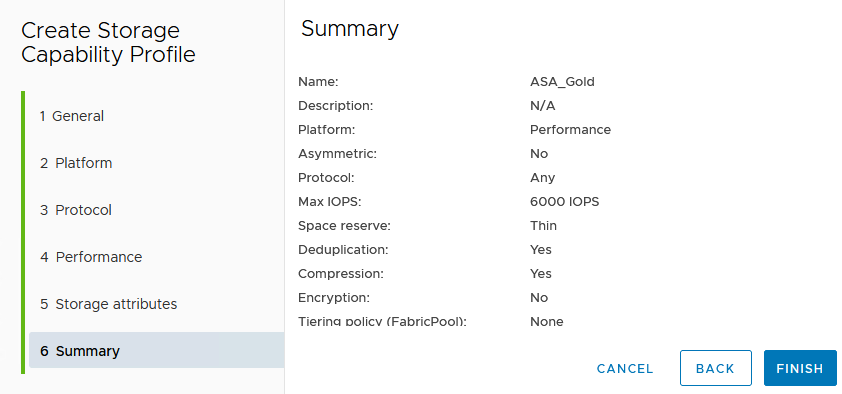 Create Storage
Capability Profile
1 General
2 Platform
3 Protocol
4 Performance
5 Storage attributes
6 Summary
Summary
Name: ASA_Gold
Description: N/A
Platform: Performance
Asymmetric: No
Protocol: Any
Max IOPS: 6000 IOPS
Space reserve: Thin
Deduplication: Yes
Compression: Yes
Encryption: No
Tiering policy (FabricPool): None
CANCEL BACK FINISH